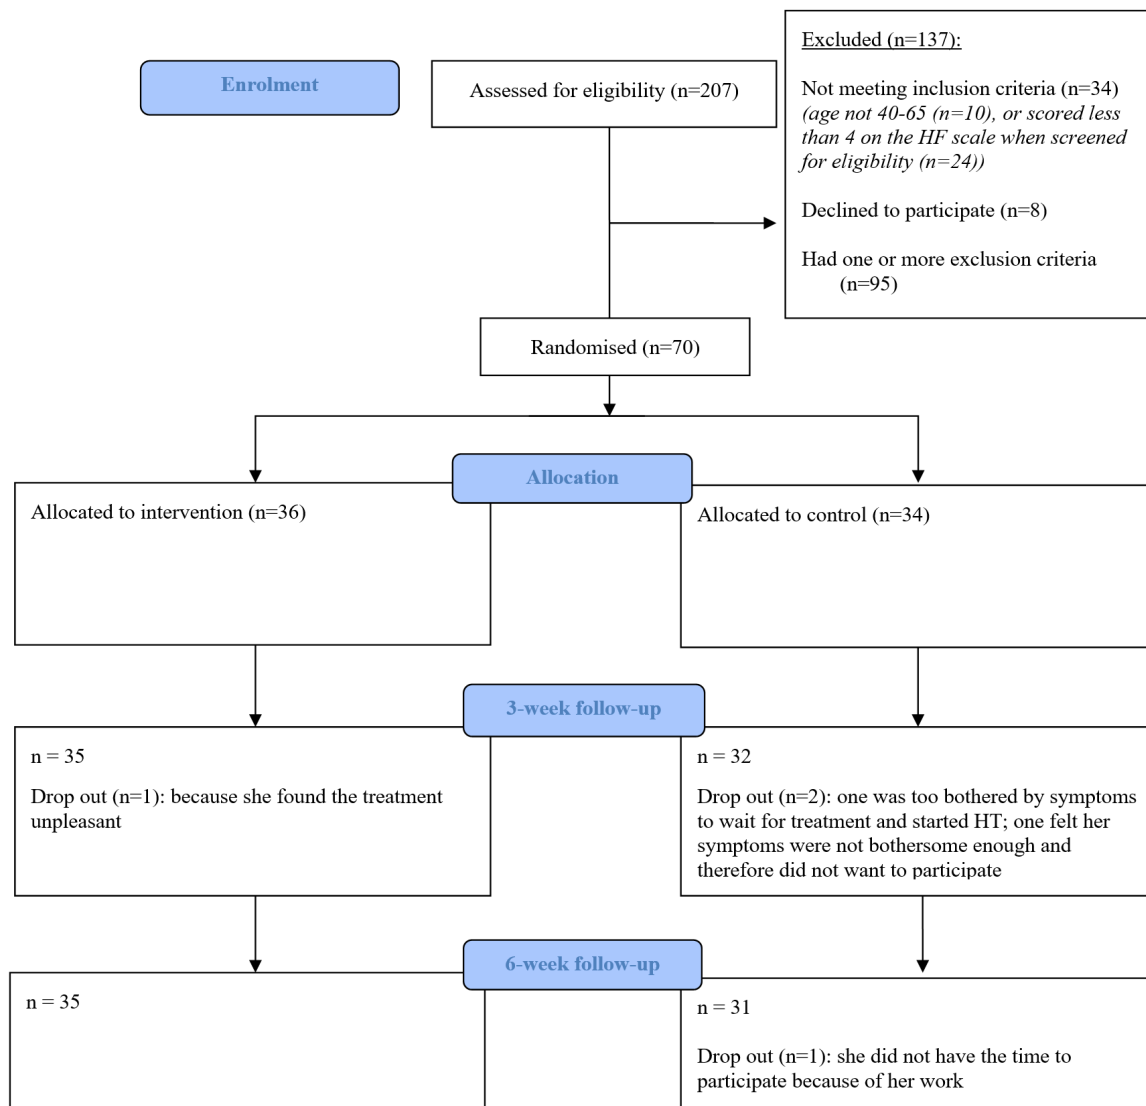 Enrolment
Assessed for eligibility (n=207)
Excluded (n=137):
Not meeting inclusion criteria (n=34)
(age not 40-65 (n=10), or scored less
than 4 on the HF scale when screened
for eligibility (n=24))
Declined to participate (n=8)
Had one or more exclusion criteria
(n=95)
Randomised (n=70)
Allocation
Allocated to intervention (n=36)
Allocated to control (n=34)
3-week follow-up
n = 35
Drop out (n=1): because she found the treatment
unpleasant
n = 32
Drop out (n=2): one was too bothered by symptoms
to wait for treatment and started HT; one felt her
symptoms were not bothersome enough and
therefore did not want to participate
6-week follow-up
n = 35
n = 31
Drop out (n=1): she did not have the time to
participate because of her work